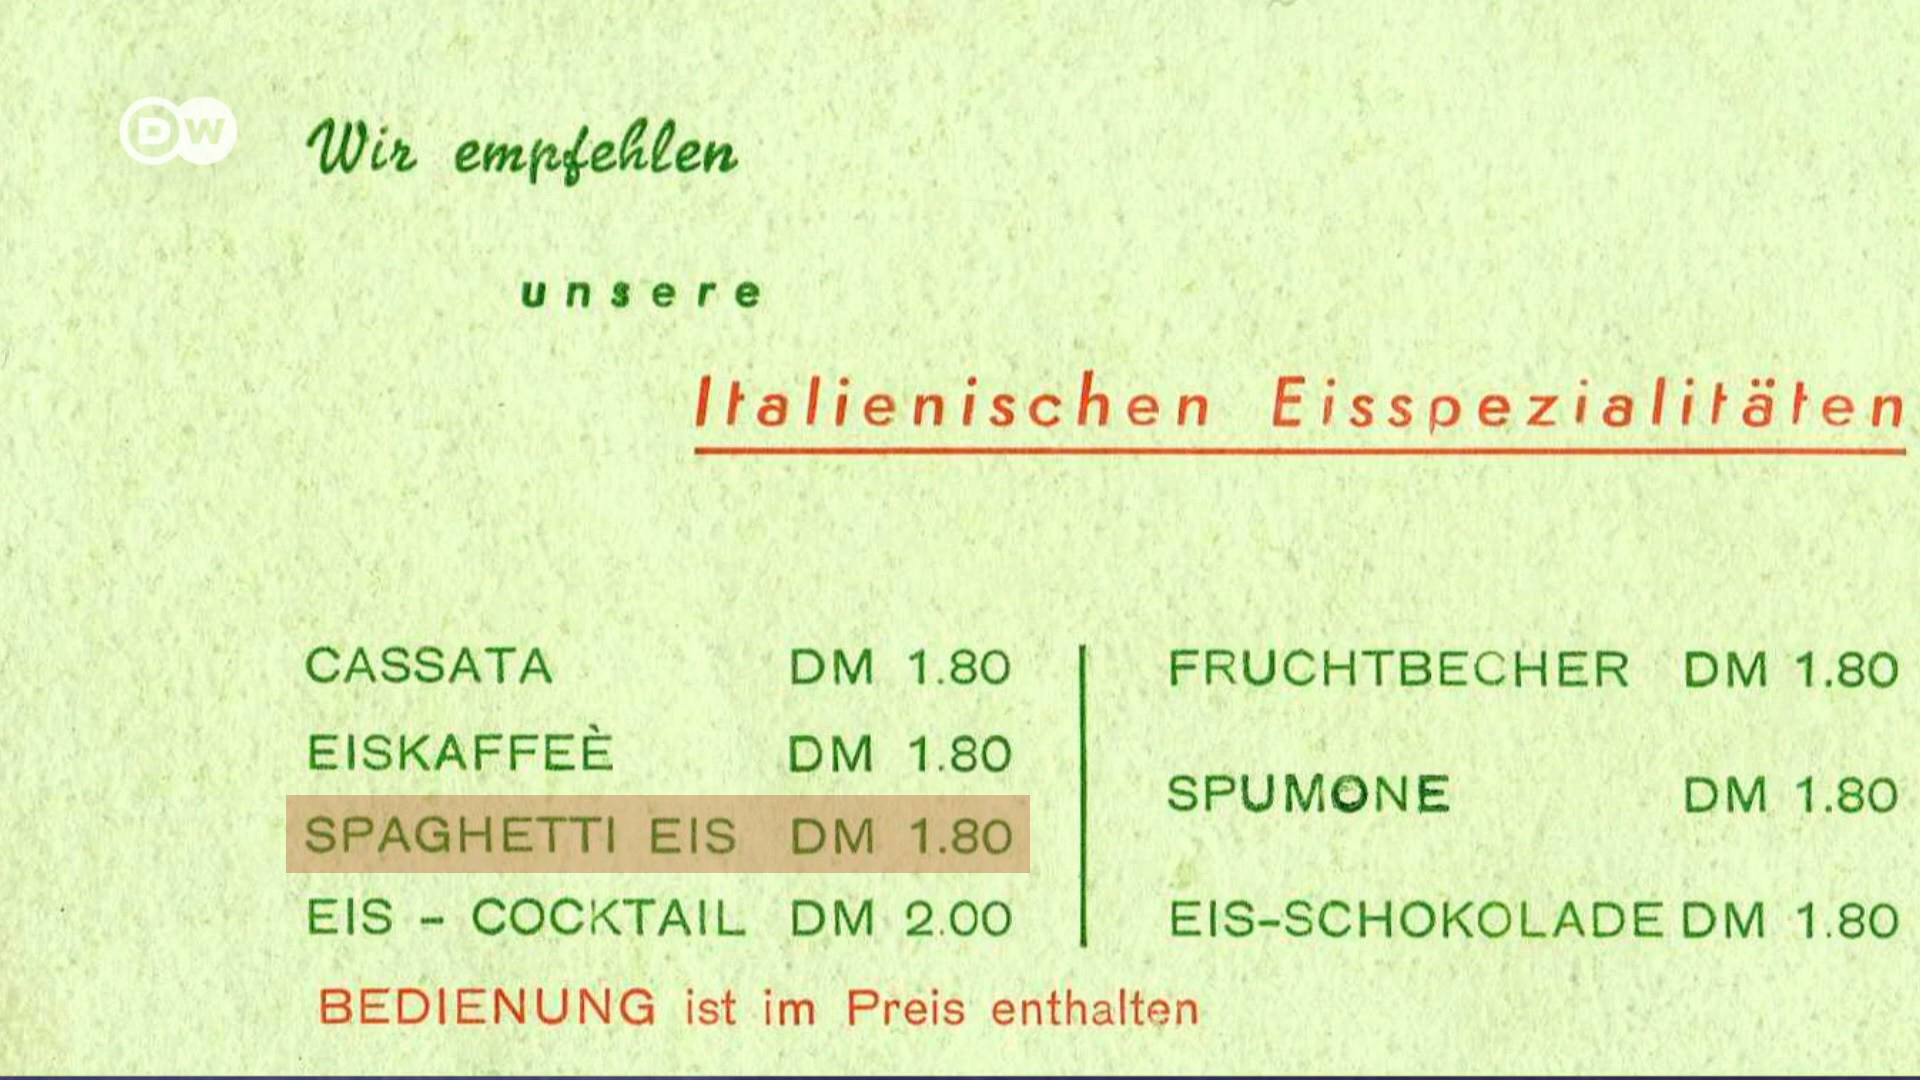 DW
Wir empfehlen
unsere
Italienischen Eisspezialitäten
CASSATA DM 1.80
EISKAFFEÈ DM 1.80
SPAGHETTI EIS DM 1.80
EIS - COCKTAIL DM 2.00
FRUCHTBECHER DM 1.80
SPUMONE DM 1.80
EIS-SCHOKOLADE DM 1.80
BEDIENUNG ist im Preis enthalten